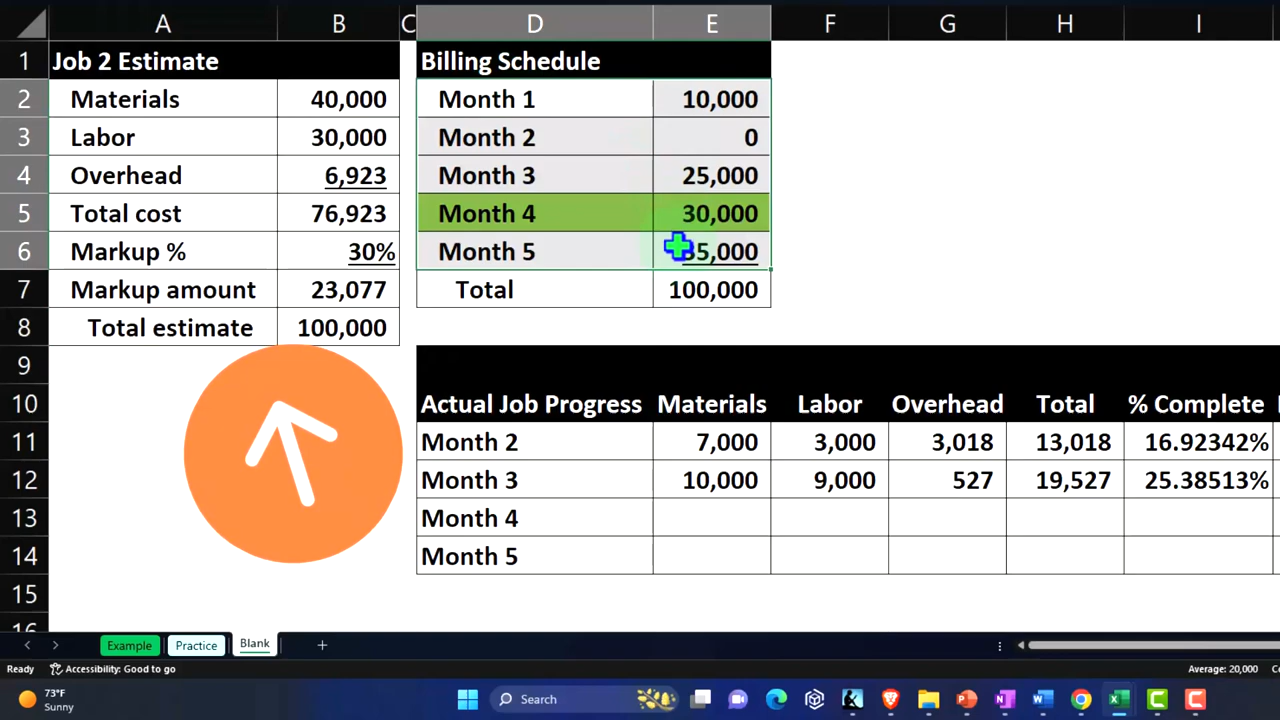 A B C D E F G H I
1 Job 2 Estimate Billing Schedule
2 Materials 40,000 Month 1 10,000
3 Labor 30,000 Month 2 0
4 Overhead 6,923 Month 3 25,000
5 Total cost 76,923 Month 4 30,000
6 Markup % 30% Month 5 35,000
7 Markup amount 23,077 Total 100,000
8 Total estimate 100,000
9
10 Actual Job Progress Materials Labor Overhead Total % Complete
11 Month 2 7,000 3,000 3,018 13,018 16.92342%
12 Month 3 10,000 9,000 527 19,527 25.38513%
13 Month 4
14 Month 5
15
16
Example Practice Blank
Ready Accessibility: Good to go Average: 20,000
73°F
Sunny
Search